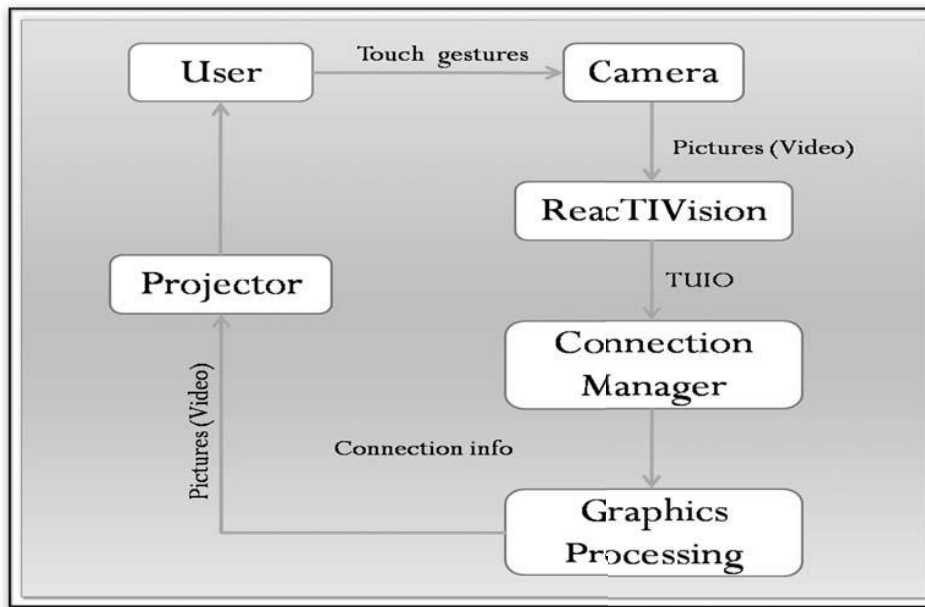 User
Touch gestures
Camera
Pictures (Video)
ReacTIVision
TUIO
Projector
Connection
Manager
Pictures (Video)
Connection info
Graphics
Processing